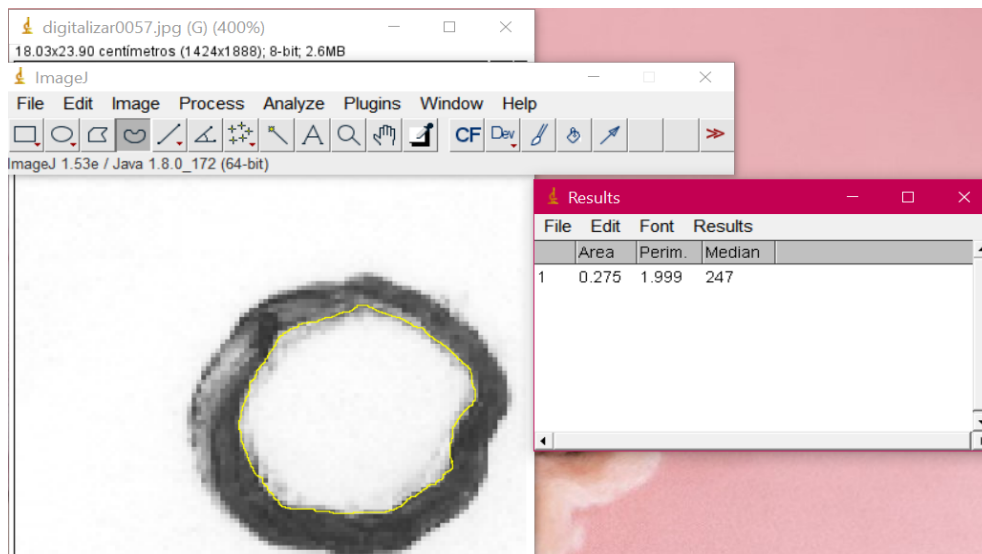 digitalizar0057.jpg (G) (400%)
18.03x23.90 centímetros (1424x1888); 8-bit; 2.6MB
ImageJ
File Edit Image Process Analyze Plugins Window Help
A CF Dev
ImageJ 1.53e / Java 1.8.0_172 (64-bit)
Results
File Edit Font Results
Area Perim. Median
1 0.275 1.999 247